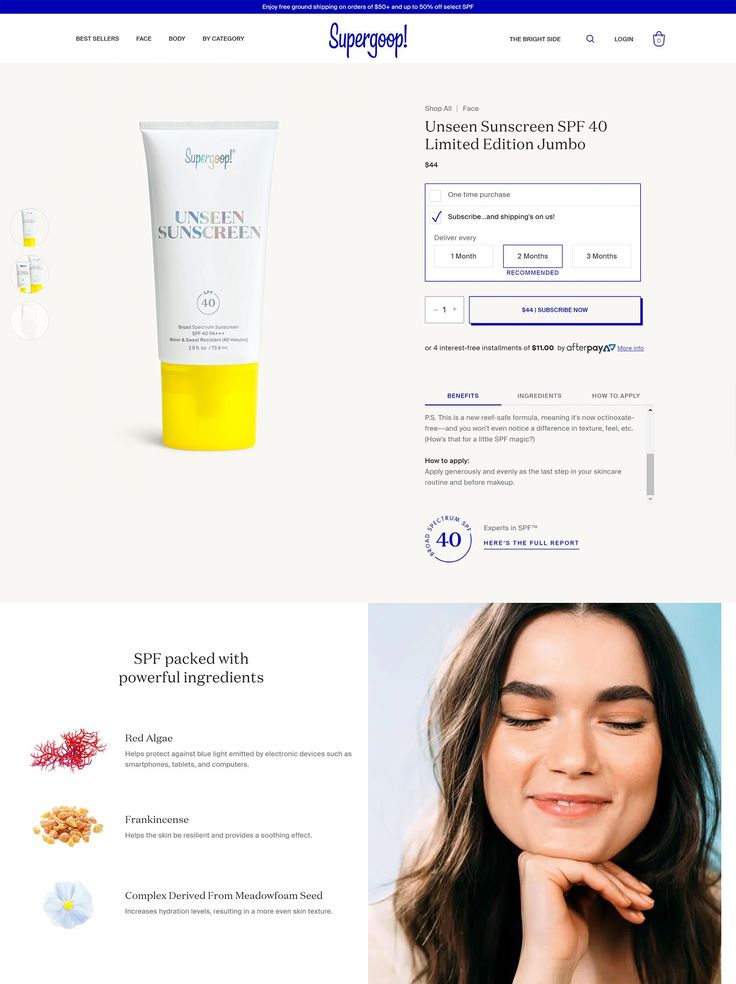 Enjoy free ground shipping on orders of $50+ and up to 50% off select SPF
BEST SELLERS FACE BODY BY CATEGORY
Supergoop!
THE BRIGHT SIDE LOGIN 0
Shop All | Face
Unseen Sunscreen SPF 40
Limited Edition Jumbo
$44
One time purchase
Subscribe...and shipping's on us!
Deliver every
1 Month 2 Months 3 Months
RECOMMENDED
– 1 + $44 | SUBSCRIBE NOW
or 4 interest-free installments of $11.00 by afterpay More info
BENEFITS INGREDIENTS HOW TO APPLY
P.S. This is a new reef-safe formula, meaning it's now octinoxate-
free––and you won't even notice a difference in texture, feel, etc.
(How's that for a little SPF magic?)
How to apply:
Apply generously and evenly as the last step in your skincare
routine and before makeup.
BROAD SPECTRUM SPF
40
Experts in SPF™
HERE'S THE FULL REPORT
Supergoop!®
UNSEEN
SUNSCREEN
SPF
40
Broad Spectrum Sunscreen
SPF 40 PA+++
Water & Sweat Resistant (40 minutes)
2.5 fl. oz. / 73.9 mL
SPF packed with
powerful ingredients
Red Algae
Helps protect against blue light emitted by electronic devices such as
smartphones, tablets, and computers.
Frankincense
Helps the skin be resilient and provides a soothing effect.
Complex Derived From Meadowfoam Seed
Increases hydration levels, resulting in a more even skin texture.